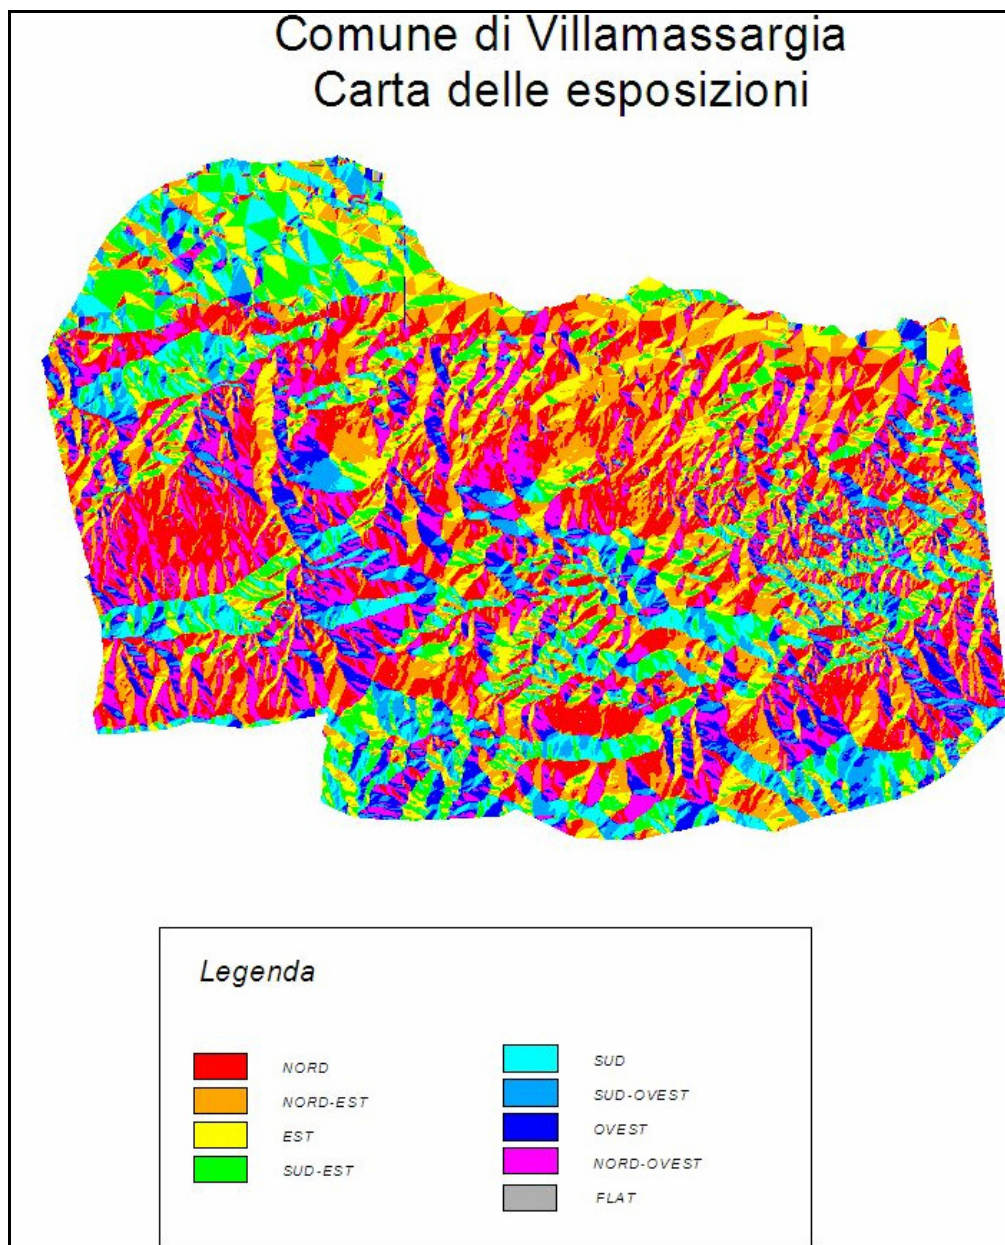 Comune di Villamassargia
Carta delle esposizioni
Legenda
NORD
NORD-EST
EST
SUD-EST
SUD
SUD-OVEST
OVEST
NORD-OVEST
FLAT